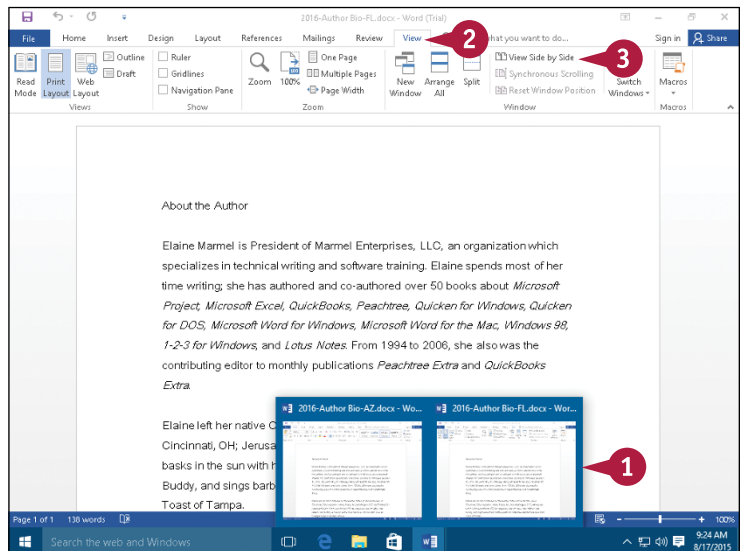 2016-Author Bio-FL.docx - Word (Trial)
File Home Insert Design Layout References Mailings Review View hat you want to do... Sign in Share
2
Read Mode
Print Layout
Web Layout
Outline
Draft
Views
Ruler
Gridlines
Navigation Pane
Show
Zoom
100%
One Page
Multiple Pages
Page Width
Zoom
New Window
Arrange All
Split
View Side by Side
Synchronous Scrolling
Reset Window Position
3
Switch Windows
Window
Macros
Macros
About the Author
Elaine Marmel is President of Marmel Enterprises, LLC, an organization which
specializes in technical writing and software training. Elaine spends most of her
time writing; she has authored and co-authored over 50 books about Microsoft
Project, Microsoft Excel, QuickBooks, Peachtree, Quicken for Windows, Quicken
for DOS, Microsoft Word for Windows, Microsoft Word for the Mac, Windows 98,
1-2-3 for Windows, and Lotus Notes. From 1994 to 2006, she also was the
contributing editor to monthly publications Peachtree Extra and QuickBooks
Extra.
Elaine left her native C
Cincinnati, OH; Jerusa
basks in the sun with h
Buddy, and sings barb
Toast of Tampa.
2016-Author Bio-AZ.docx - Wo...
2016-Author Bio-FL.docx - Wor...
1
Page 1 of 1 138 words
100%
Search the web and Windows
9:24 AM
8/17/2015